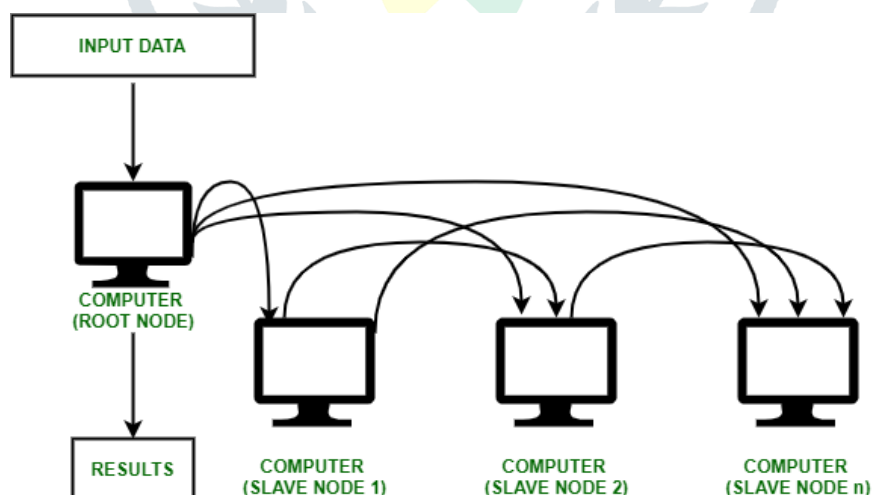 INPUT DATA
COMPUTER
(ROOT NODE)
RESULTS
COMPUTER
(SLAVE NODE 1)
COMPUTER
(SLAVE NODE 2)
COMPUTER
(SLAVE NODE n)